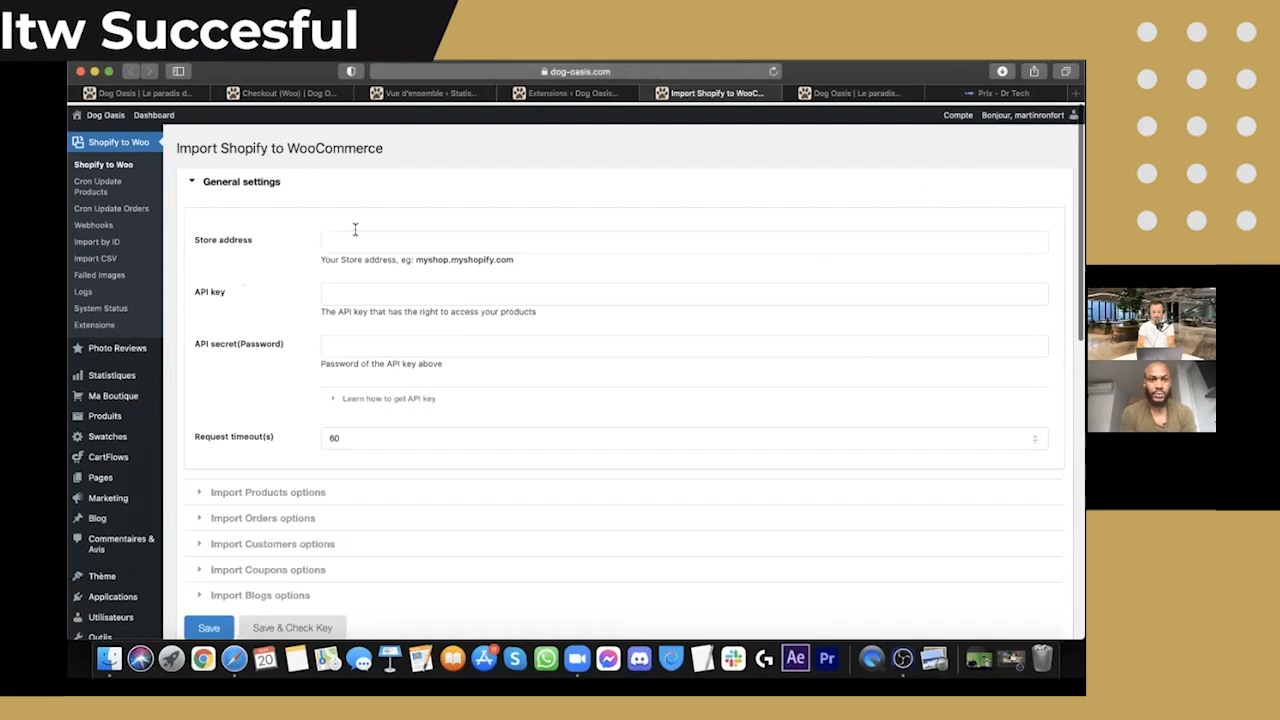 Itw Succesful
dog-oasis.com
Dog Oasis | Le paradis d...
Checkout (Woo) | Dog O...
Vue d'ensemble ‹ Statis...
Extensions ‹ Dog Oasis...
Import Shopify to WooC...
Dog Oasis | Le paradis...
Prix - Dr Tech
Dog Oasis
Dashboard
Compte
Bonjour, martinronfort
Shopify to Woo
Shopify to Woo
Cron Update
Products
Cron Update Orders
Webhooks
Import by ID
Import CSV
Failed Images
Logs
System Status
Extensions
Photo Reviews
Statistiques
Ma Boutique
Produits
Swatches
CartFlows
Pages
Marketing
Blog
Commentaires &
Avis
Thème
Applications
Utilisateurs
Outils
Import Shopify to WooCommerce
General settings
Store address
Your Store address, eg: myshop.myshopify.com
API key
The API key that has the right to access your products
API secret(Password)
Password of the API key above
Learn how to get API key
Request timeout(s)
60
Import Products options
Import Orders options
Import Customers options
Import Coupons options
Import Blogs options
Save
Save & Check Key
20
11
Ae
Pr